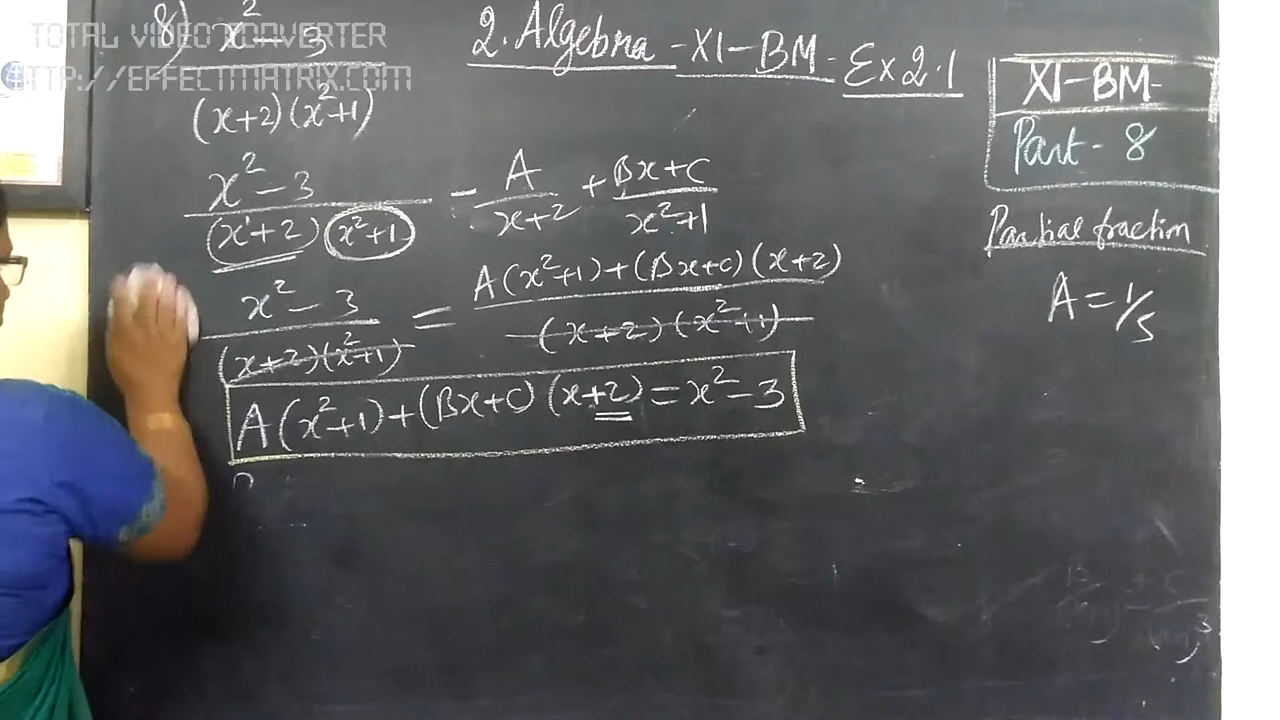 TOTAL VIDEO CONVERTER
HTTP://EFFECTMATRIX.COM
2. Algebra - XI - BM - Ex 2.1
XI-BM-
Part - 8
Partial fraction
A = 1/5
8) x² - 3
(x+2)(x²+1)
x² - 3 / (x+2)(x²+1) = A / x+2 + Bx+C / x²+1
x² - 3 / (x+2)(x²+1) = A(x²+1)+(Bx+C)(x+2) / (x+2)(x²+1)
A(x²+1)+(Bx+C)(x+2) = x² - 3